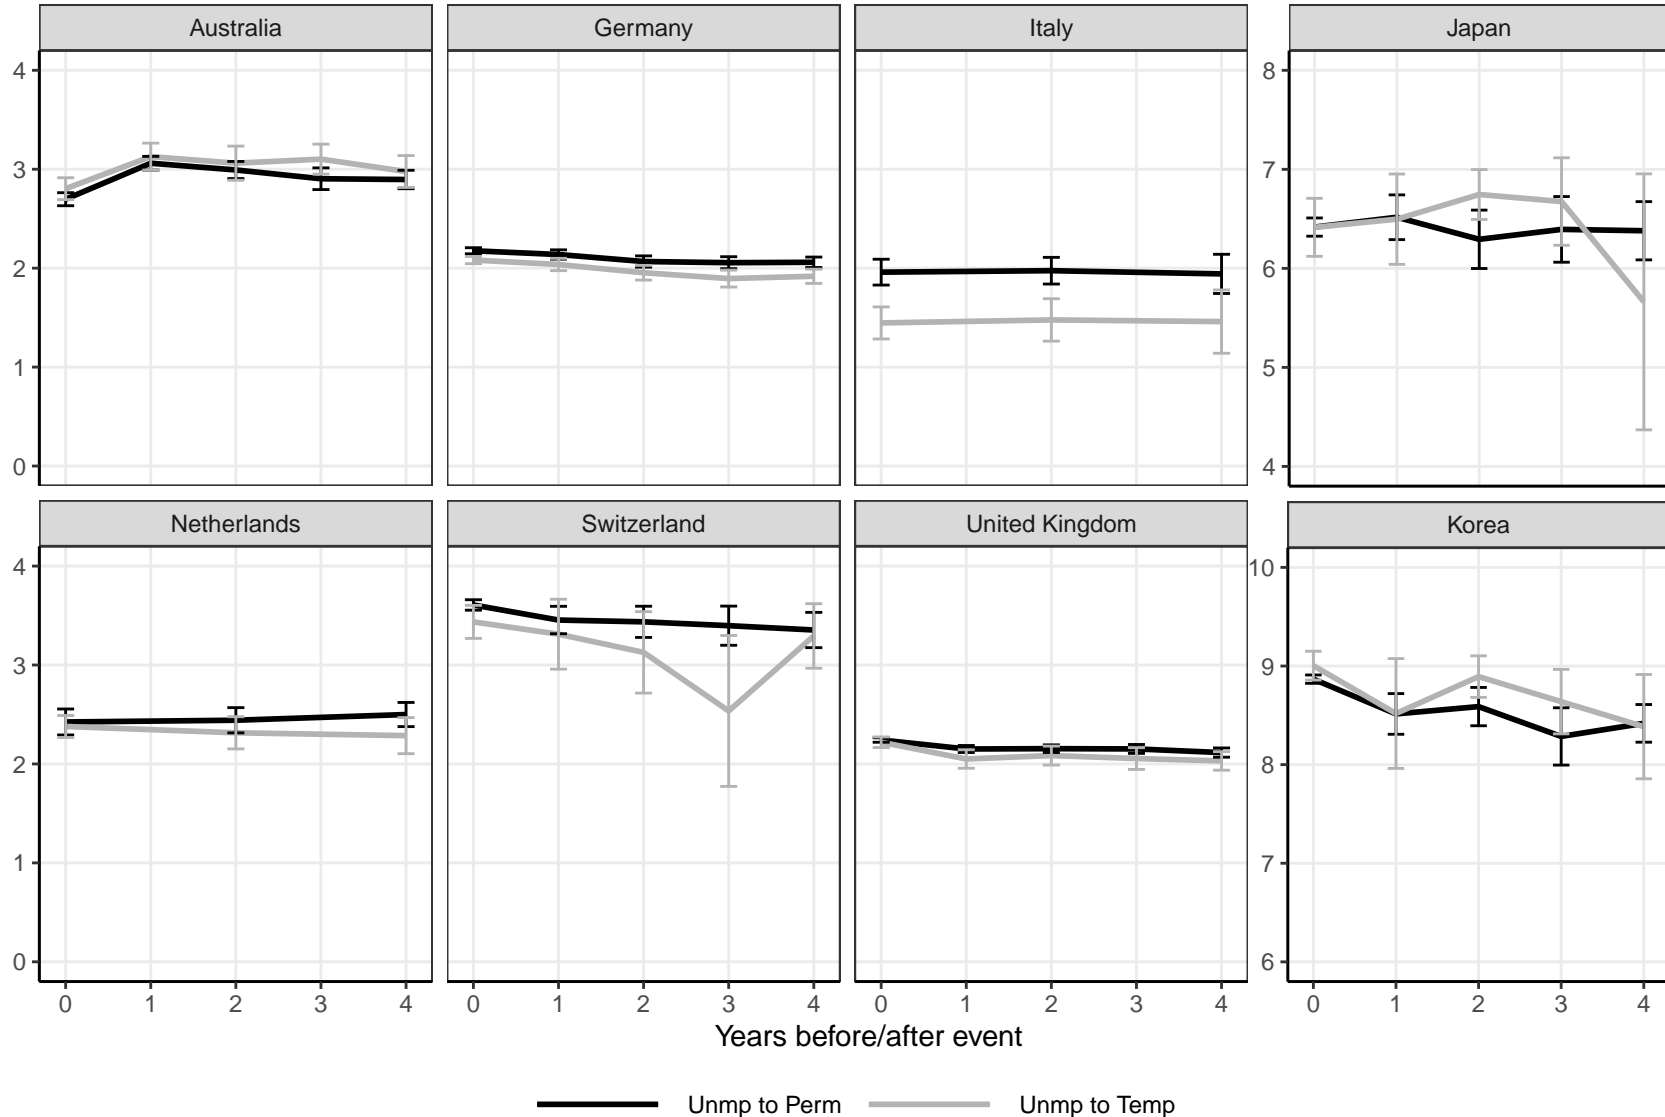 Australia
Germany
Italy
Japan
4
3
2
1
0
8
7
6
5
4
Netherlands
Switzerland
United Kingdom
Korea
4
3
2
1
0
10
9
8
7
6
0 1 2 3 4
0 1 2 3 4
0 1 2 3 4
0 1 2 3 4
Years before/after event
Unmp to Perm
Unmp to Temp